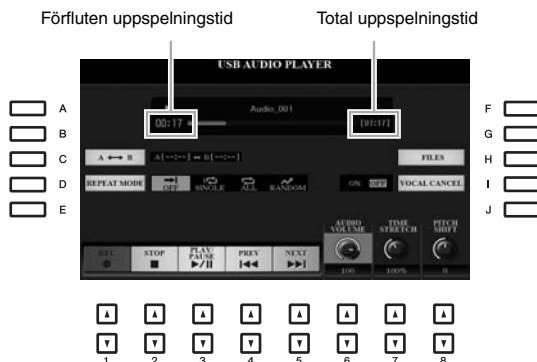 Förfluten uppspelningstid Total uppspelningstid
USB AUDIO PLAYER
Audio_001
00:17 [01:17]
A F
B G
C A ↔ B A[--:--] ↔ B[--:--] FILES H
D REPEAT MODE OFF SINGLE ALL RANDOM ON OFF VOCAL CANCEL I
E J
AUDIO VOLUME TIME STRETCH PITCH SHIFT
REC STOP PLAY/PAUSE PREV NEXT
100 100% 0
1 2 3 4 5 6 7 8